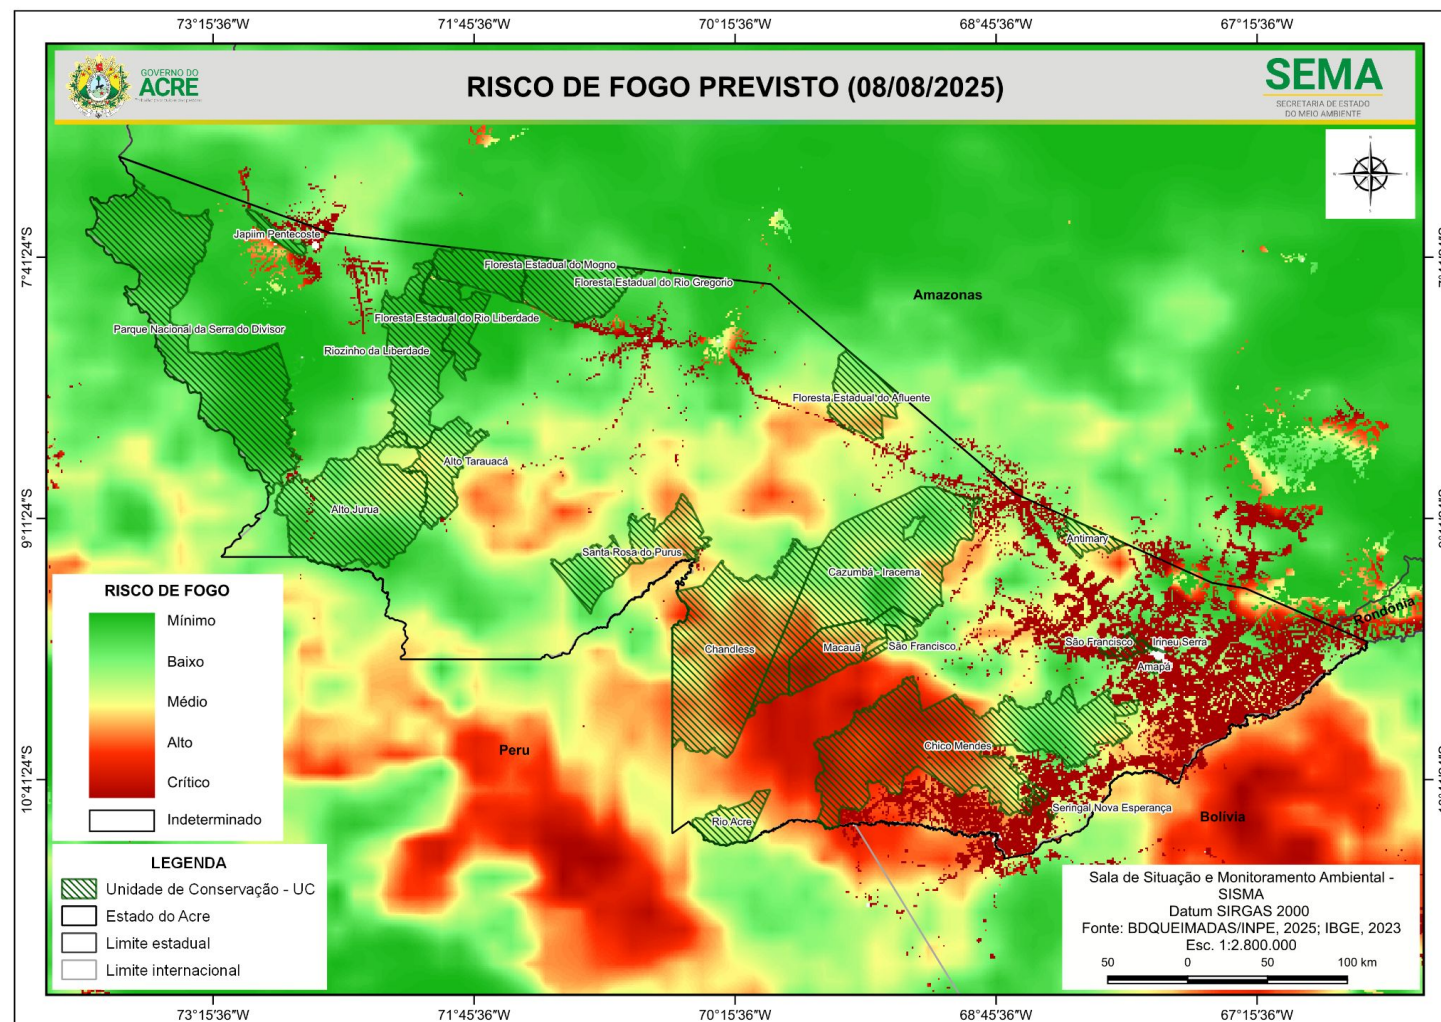 73°15'36"W
71°45'36"W
70°15'36"W
68°45'36"W
67°15'36"W
GOVERNO DO
ACRE
RISCO DE FOGO PREVISTO (08/08/2025)
SEMA
SECRETARIA DE ESTADO
DO MEIO AMBIENTE
7°41'24"S
9°11'24"S
10°41'24"S
Japiim Pentecoste
Floresta Estadual do Mogno
Floresta Estadual do Rio Gregorio
Amazonas
Floresta Estadual do Rio Liberdade
Parque Nacional da Serra do Divisor
Riozinho da Liberdade
Floresta Estadual do Afluente
Alto Tarauacá
Alto Jurua
Antimary
Santa Rosa do Purus
Cazumbá - Iracema
Rondônia
Chandless
Macauã
São Francisco
São Francisco
Irineu Serra
Amapá
Peru
Chico Mendes
Seringal Nova Esperança
Bolívia
Rio Acre
RISCO DE FOGO
Mínimo
Baixo
Médio
Alto
Crítico
Indeterminado
LEGENDA
Unidade de Conservação - UC
Estado do Acre
Limite estadual
Limite internacional
Sala de Situação e Monitoramento Ambiental -
SISMA
Datum SIRGAS 2000
Fonte: BDQUEIMADAS/INPE, 2025; IBGE, 2023
Esc. 1:2.800.000
50 0 50 100 km
73°15'36"W
71°45'36"W
70°15'36"W
68°45'36"W
67°15'36"W